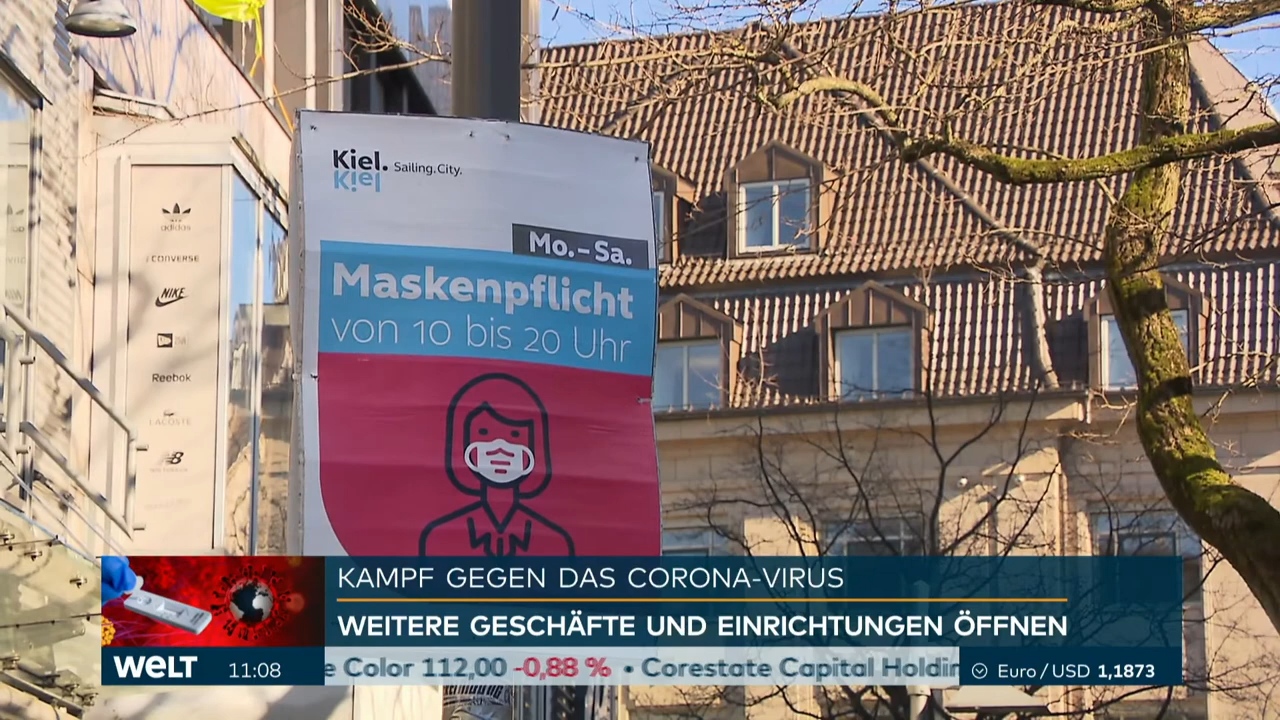 Kiel.
Kiel
Sailing.City.
Mo.–Sa.
Maskenpflicht
von 10 bis 20 Uhr
adidas
CONVERSE
NIKE
Reebok
LACOSTE
KAMPF GEGEN DAS CORONA-VIRUS
WEITERE GESCHÄFTE UND EINRICHTUNGEN ÖFFNEN
welt 11:08 e Color 112,00 -0,88 % • Corestate Capital Holdin Euro / USD 1,1873